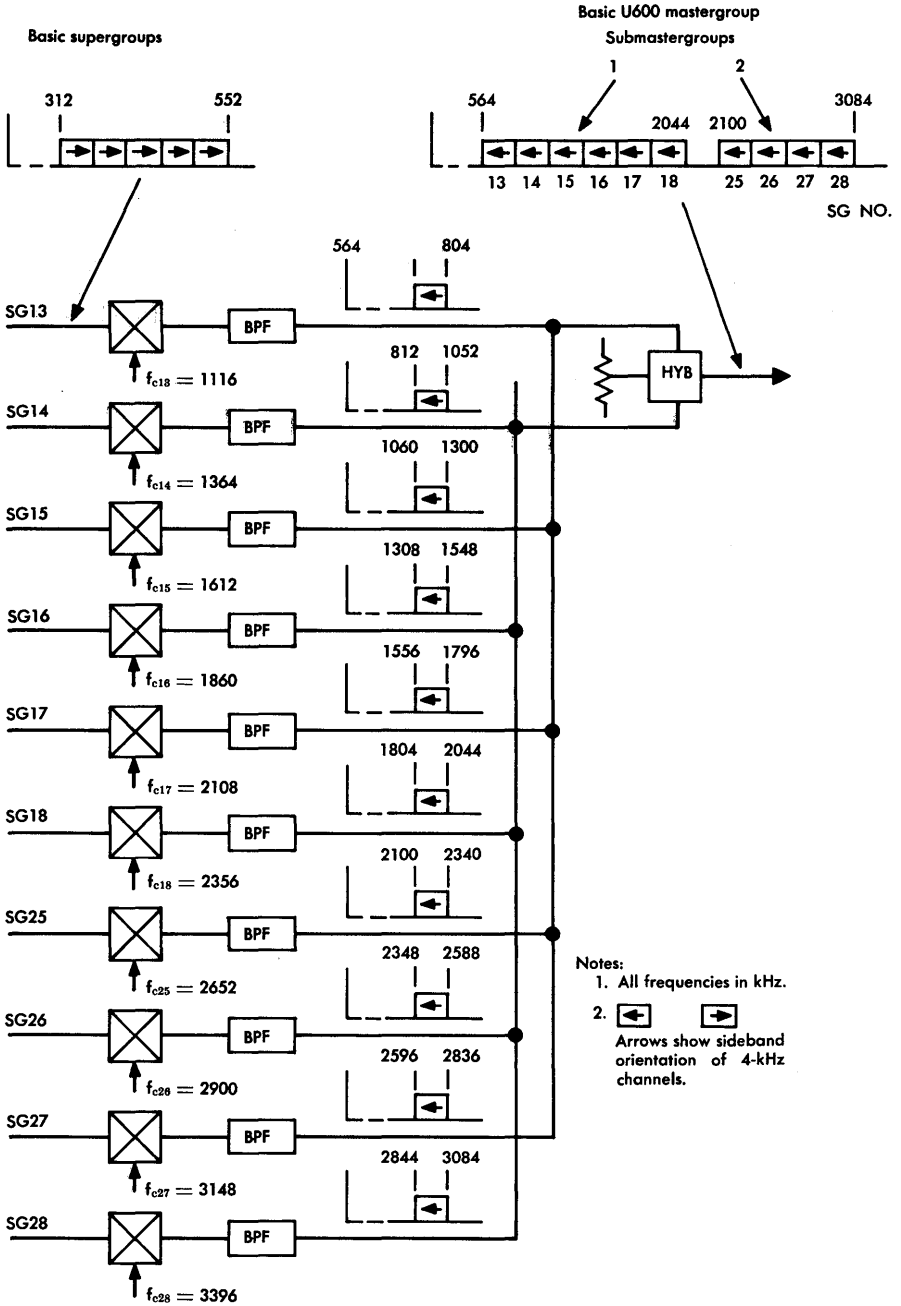 Basic U600 mastergroup
Basic supergroups
Submastergroups
1 2
312 552
564 2044 2100 3084
13 14 15 16 17 18 25 26 27 28
SG NO.
564 804
SG13
BPF
HYB
fc13 = 1116
812 1052
SG14
BPF
fc14 = 1364
1060 1300
SG15
BPF
fc15 = 1612
1308 1548
SG16
BPF
fc16 = 1860
1556 1796
SG17
BPF
fc17 = 2108
1804 2044
SG18
BPF
fc18 = 2356
2100 2340
SG25
BPF
fc25 = 2652
2348 2588
SG26
BPF
fc26 = 2900
2596 2836
SG27
BPF
fc27 = 3148
2844 3084
SG28
BPF
fc28 = 3396
Notes:
1. All frequencies in kHz.
2.
Arrows show sideband
orientation of 4-kHz
channels.